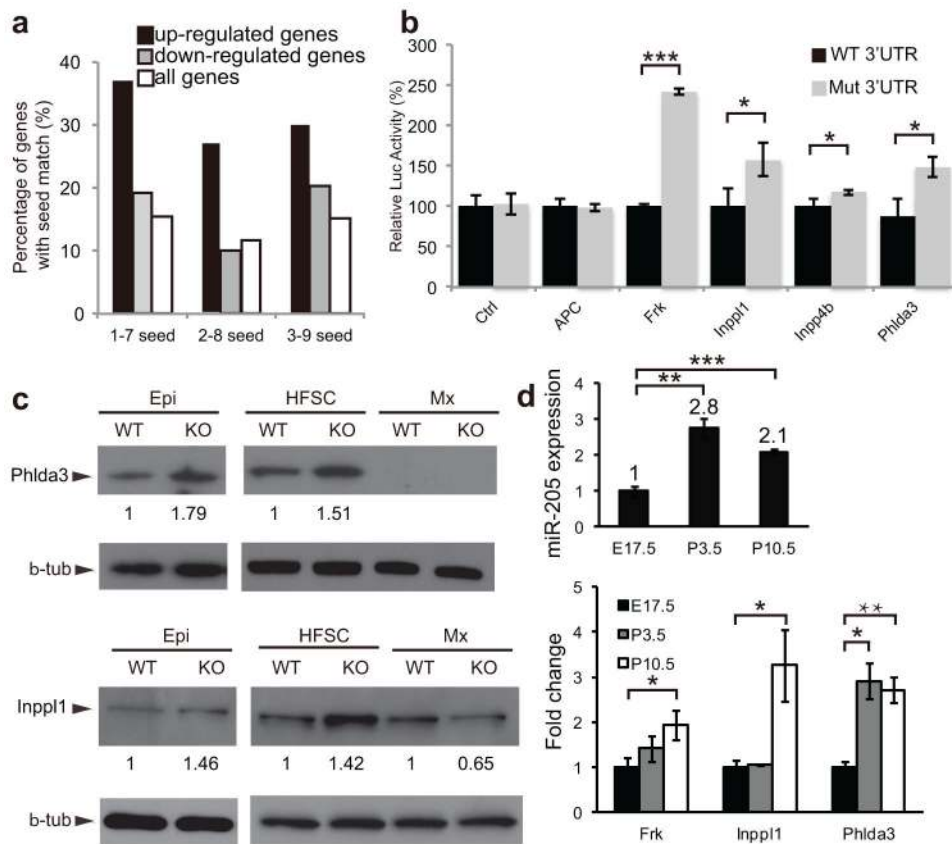 a
up-regulated genes
down-regulated genes
all genes
Percentage of genes
with seed match (%)
40
30
20
10
0
1-7 seed 2-8 seed 3-9 seed
b
WT 3'UTR
Mut 3'UTR
Relative Luc Activity (%)
300
250
200
150
100
50
0
*** * * *
Ctrl APC Frk Inppl1 Inpp4b Phlda3
c
Epi HFSC Mx
WT KO WT KO WT KO
Phlda3
1 1.79 1 1.51
b-tub
Epi HFSC Mx
WT KO WT KO WT KO
Inppl1
1 1.46 1 1.42 1 0.65
b-tub
d
miR-205 expression
4
3
2
1
0
***
**
1 2.8 2.1
E17.5 P3.5 P10.5
Fold change
5
4
3
2
1
0
E17.5
P3.5
P10.5
* * ** *
Frk Inppl1 Phlda3